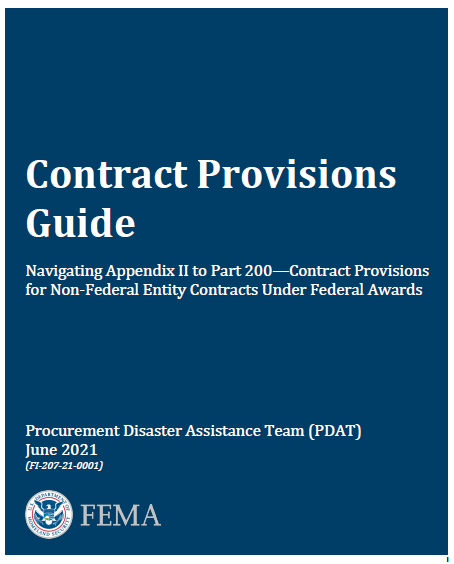 Contract Provisions
Guide
Navigating Appendix II to Part 200—Contract Provisions
for Non-Federal Entity Contracts Under Federal Awards
Procurement Disaster Assistance Team (PDAT)
June 2021
(FI-207-21-0001)
U.S. DEPARTMENT OF
HOMELAND SECURITY
FEMA